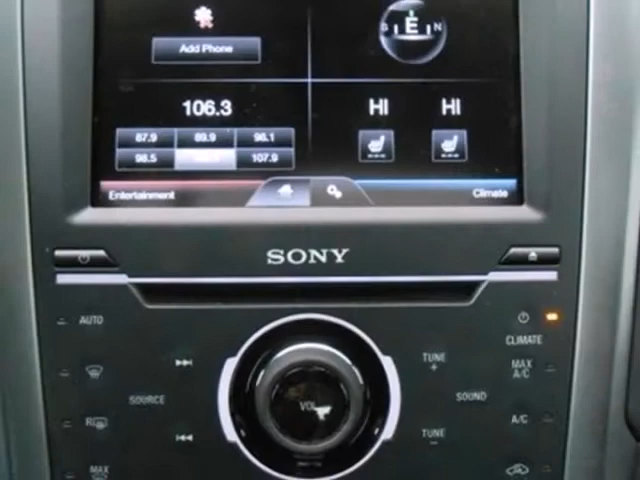 E
N
Add Phone
106.3
HI HI
87.9 89.9 96.1
98.5 107.9
Entertainment Climate
SONY
AUTO
CLIMATE
TUNE +
MAX A/C
SOURCE VOL SOUND
R A/C
TUNE -
MAX